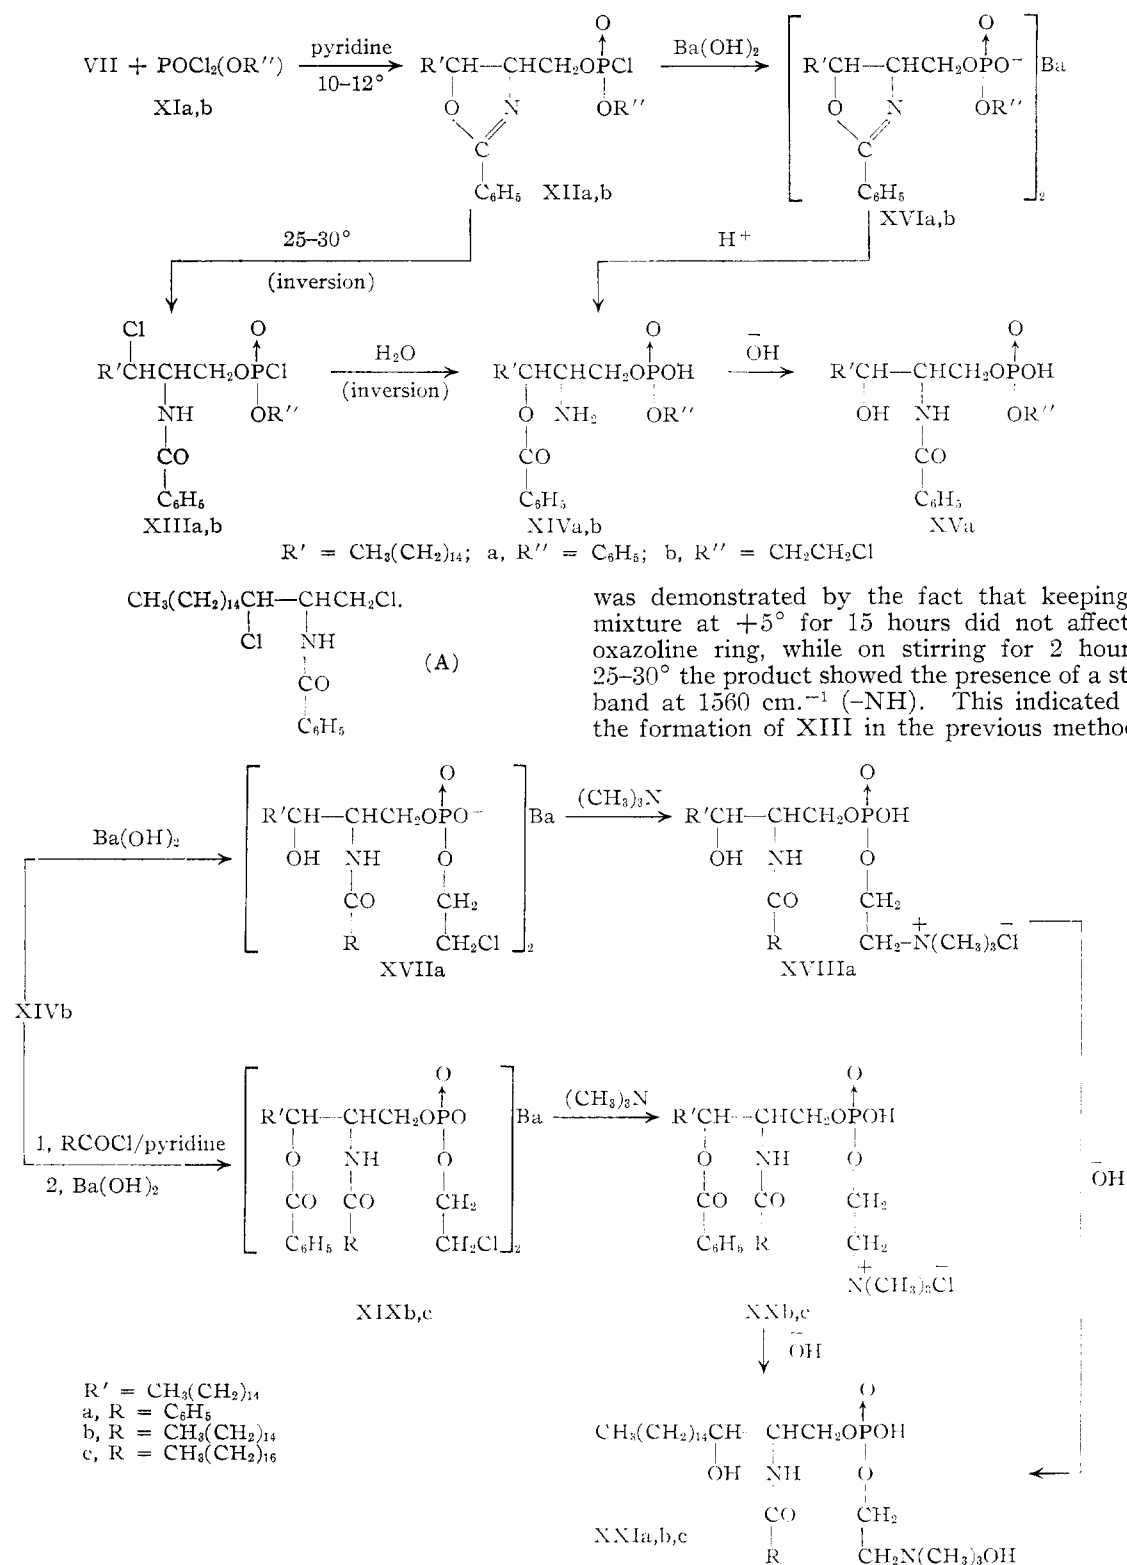 VII + POCl₂(OR′′) pyridine 10–12° R′CH—CHCH₂OPCl Ba(OH)₂ R′CH—CHCH₂OPO⁻ Ba
O O
XIa,b O N OR′′ O N OR′′
C C
C₆H₅ XIIa,b C₆H₅ 2
XVIa,b
25–30° H⁺
(inversion)
Cl O O O
R′CHCHCH₂OPCl H₂O (inversion) R′CHCHCH₂OPOH O̅H R′CH—CHCH₂OPOH
NH OR′′ O NH₂ OR′′ OH NH OR′′
CO CO CO
C₆H₅ C₆H₅ C₆H₅
XIIIa,b XIVa,b XVa
R′ = CH₃(CH₂)₁₄; a, R′′ = C₆H₅; b, R′′ = CH₂CH₂Cl
CH₃(CH₂)₁₄CH—CHCH₂Cl.
Cl NH
CO (A)
C₆H₅
was demonstrated by the fact that keeping
mixture at +5° for 15 hours did not affect
oxazoline ring, while on stirring for 2 hour
25–30° the product showed the presence of a st
band at 1560 cm.⁻¹ (–NH). This indicated
the formation of XIII in the previous method
O O
Ba(OH)₂ R′CH—CHCH₂OPO⁻ Ba (CH₃)₃N R′CH—CHCH₂OPOH
OH NH O OH NH O
CO CH₂ CO CH₂
R CH₂Cl 2 R CH₂–N⁺(CH₃)₃Cl⁻
XVIIa XVIIIa
XIVb
O O
1, RCOCl/pyridine R′CH—CHCH₂OPO Ba (CH₃)₃N R′CH—CHCH₂OPOH
2, Ba(OH)₂ O NH O O NH O
O̅H
CO CO CH₂ CO CO CH₂
C₆H₅ R CH₂Cl 2 C₆H₅ R CH₂
N⁺(CH₃)₃Cl⁻
XIXb,c XXb,c
O̅H
R′ = CH₃(CH₂)₁₄
a, R = C₆H₅
b, R = CH₃(CH₂)₁₄
c, R = CH₃(CH₂)₁₆
O
CH₃(CH₂)₁₄CH CHCH₂OPOH
OH NH O
CO CH₂
XXIa,b,c R CH₂N(CH₃)₃OH